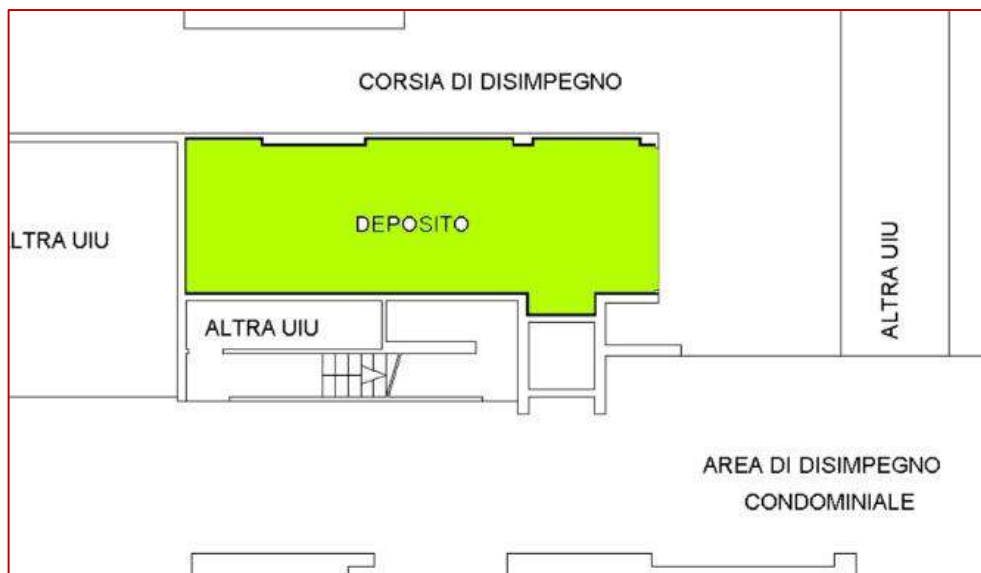 CORSIA DI DISIMPEGNO
DEPOSITO
LTRA UIU
ALTRA UIU
ALTRA UIU
AREA DI DISIMPEGNO
CONDOMINIALE